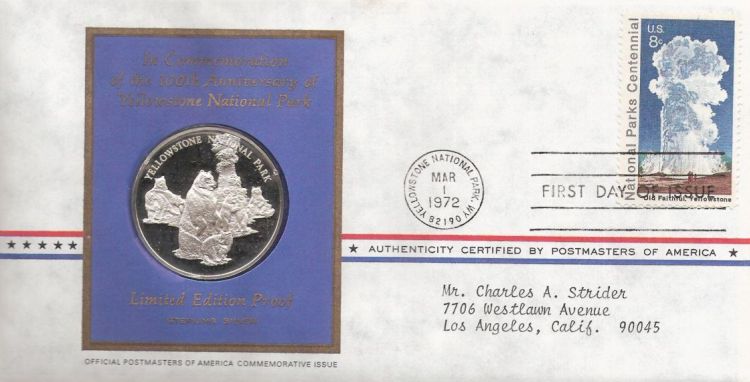 In Commemoration
of the 100th Anniversary of
Yellowstone National Park
YELLOWSTONE NATIONAL PARK
Limited Edition Proof
STERLING SILVER
OFFICIAL POSTMASTERS OF AMERICA COMMEMORATIVE ISSUE
YELLOWSTONE NATIONAL PARK, WY
MAR
1
1972
82190
FIRST DAY OF ISSUE
U.S.
8c
National Parks Centennial
Old Faithful, Yellowstone
★★★★★
★ AUTHENTICITY CERTIFIED BY POSTMASTERS OF AMERICA ★
Mr. Charles A. Strider
7706 Westlawn Avenue
Los Angeles, Calif. 90045